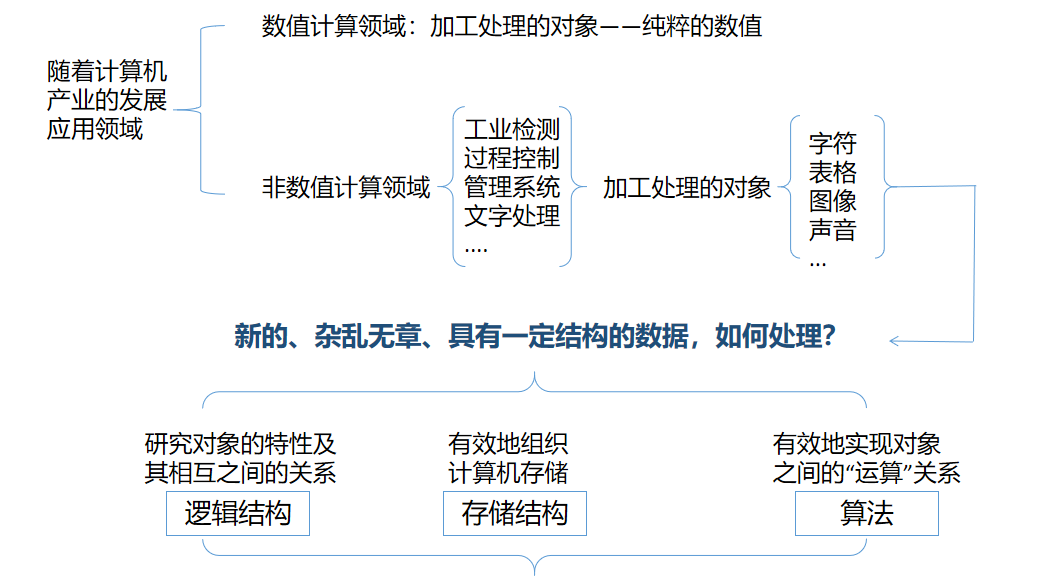 数值计算领域：加工处理的对象——纯粹的数值
随着计算机
产业的发展
应用领域
非数值计算领域
工业检测
过程控制
管理系统
文字处理
....
加工处理的对象
字符
表格
图像
声音
...
新的、杂乱无章、具有一定结构的数据，如何处理？
研究对象的特性及
其相互之间的关系
逻辑结构
有效地组织
计算机存储
存储结构
有效地实现对象
之间的“运算”关系
算法